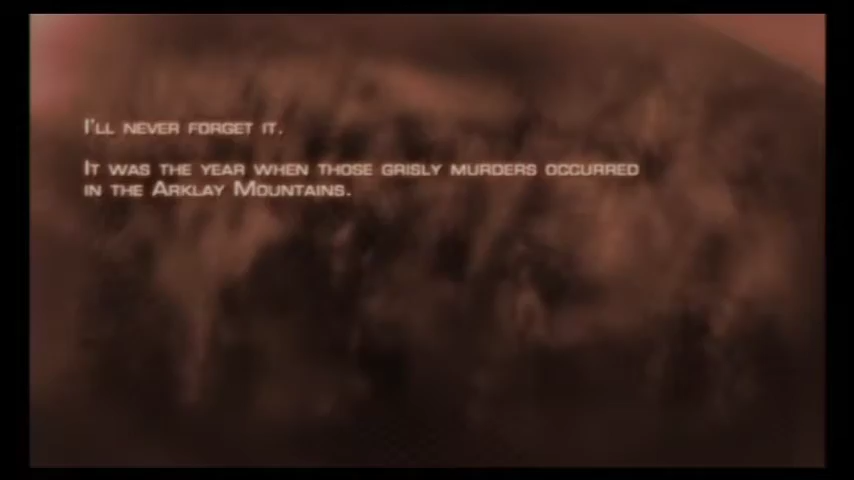 I'll never forget it.
It was the year when those grisly murders occurred
in the Arklay Mountains.